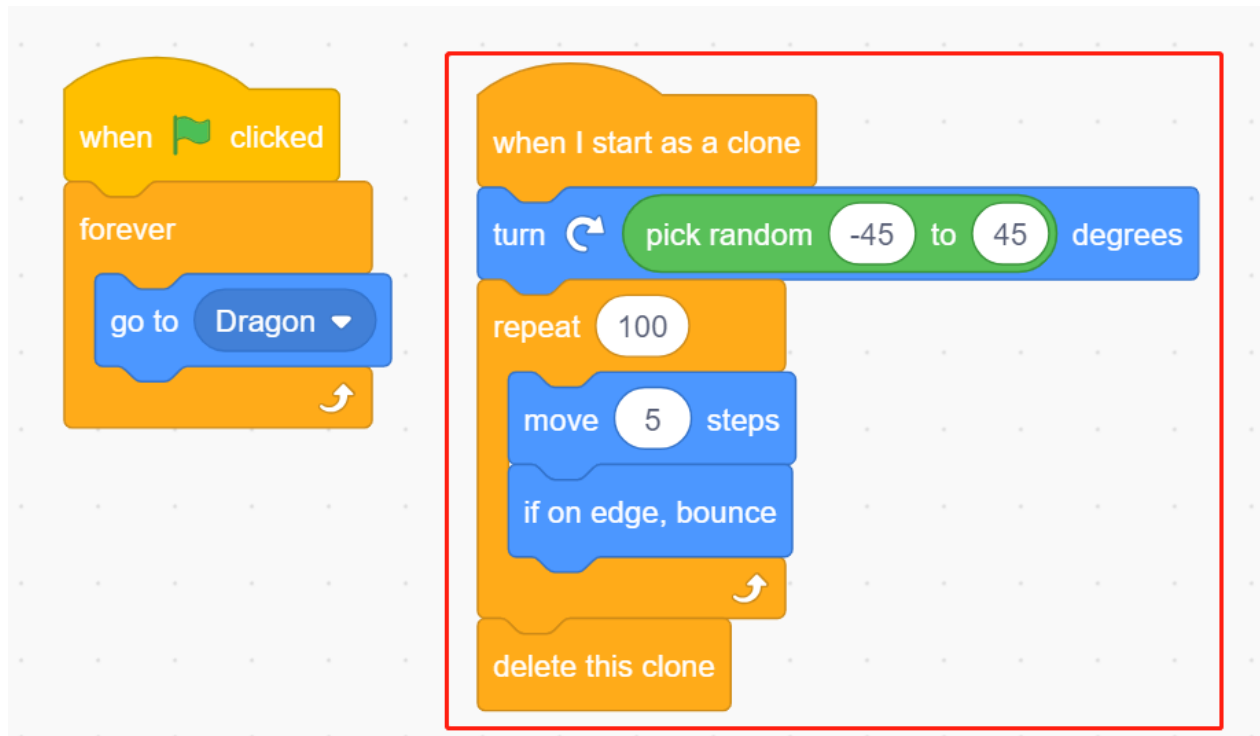 when clicked
forever
go to Dragon
when I start as a clone
turn pick random -45 to 45 degrees
repeat 100
move 5 steps
if on edge, bounce
delete this clone